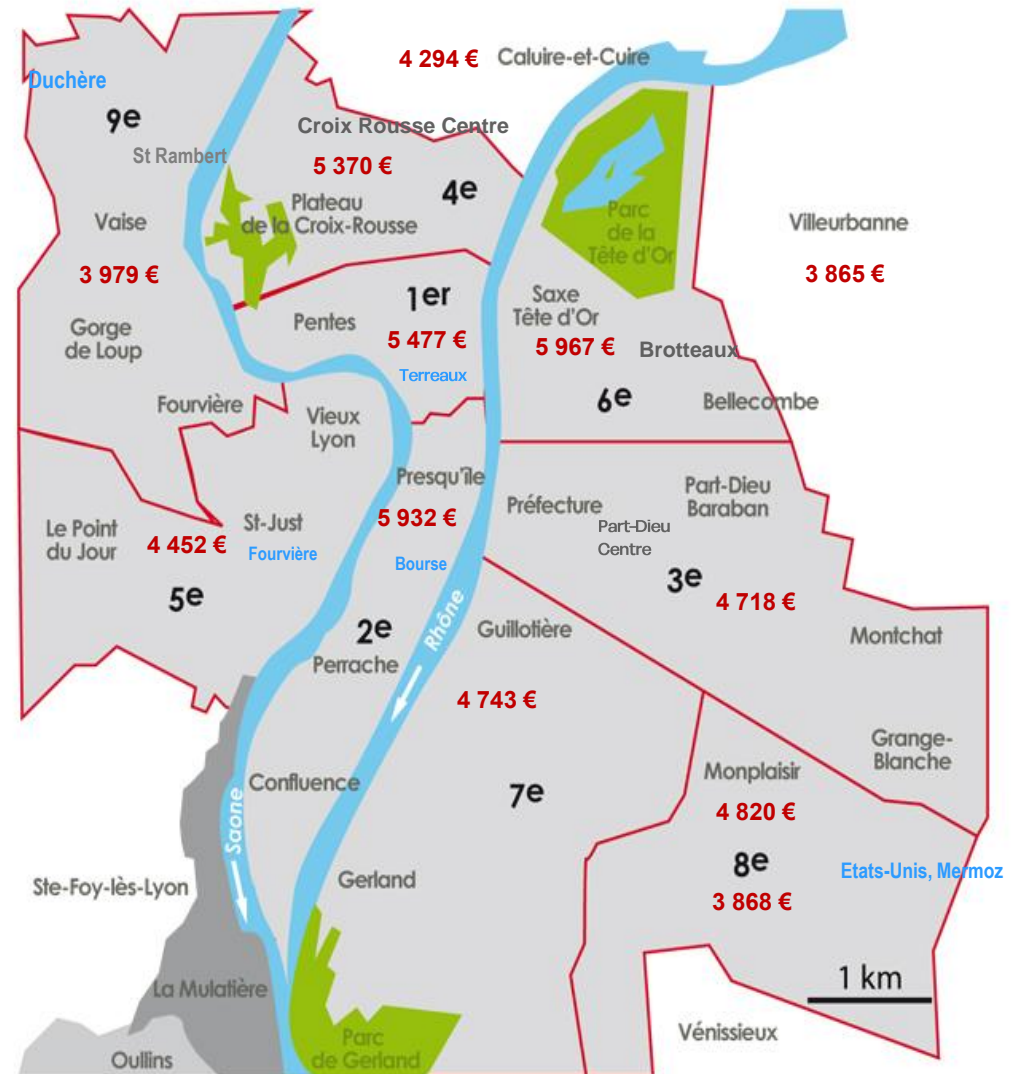 4 294 €
Caluire-et-Cuire
Duchère
9e
Croix Rousse Centre
St Rambert
5 370 €
4e
Plateau
de la Croix-Rousse
Vaise
3 979 €
Parc
de la
Tête d'Or
Villeurbanne
3 865 €
1er
Pentes
5 477 €
Terreaux
Saxe
Tête d'Or
5 967 €
Brotteaux
6e
Bellecombe
Gorge
de Loup
Fourvière
Vieux
Lyon
Presqu'île
5 932 €
Bourse
Préfecture
Part-Dieu
Baraban
Part-Dieu
Centre
3e
4 718 €
Montchat
Le Point
du Jour
4 452 €
St-Just
Fourvière
5e
2e
Perrache
Rhône
Guillotière
4 743 €
7e
Grange-
Blanche
Monplaisir
4 820 €
8e
3 868 €
Etats-Unis, Mermoz
Confluence
Saone
Gerland
Ste-Foy-lès-Lyon
La Mulatière
Oullins
Parc
de Gerland
1 km
Vénissieux